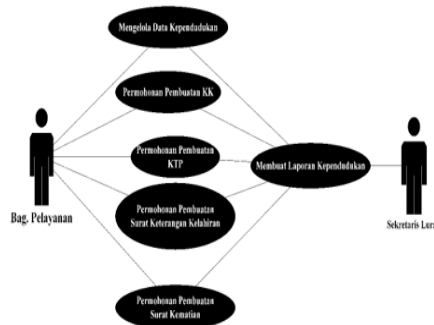 Mengelola Data Kependudukan
Permohonan Pembuatan KK
Permohonan Pembuatan
KTP
Membuat Laporan Kependudukan
Permohonan Pembuatan
Surat Keterangan Kelahiran
Bag. Pelayanan
Sekretaris Lura
Permohonan Pembuatan
Surat Kematian